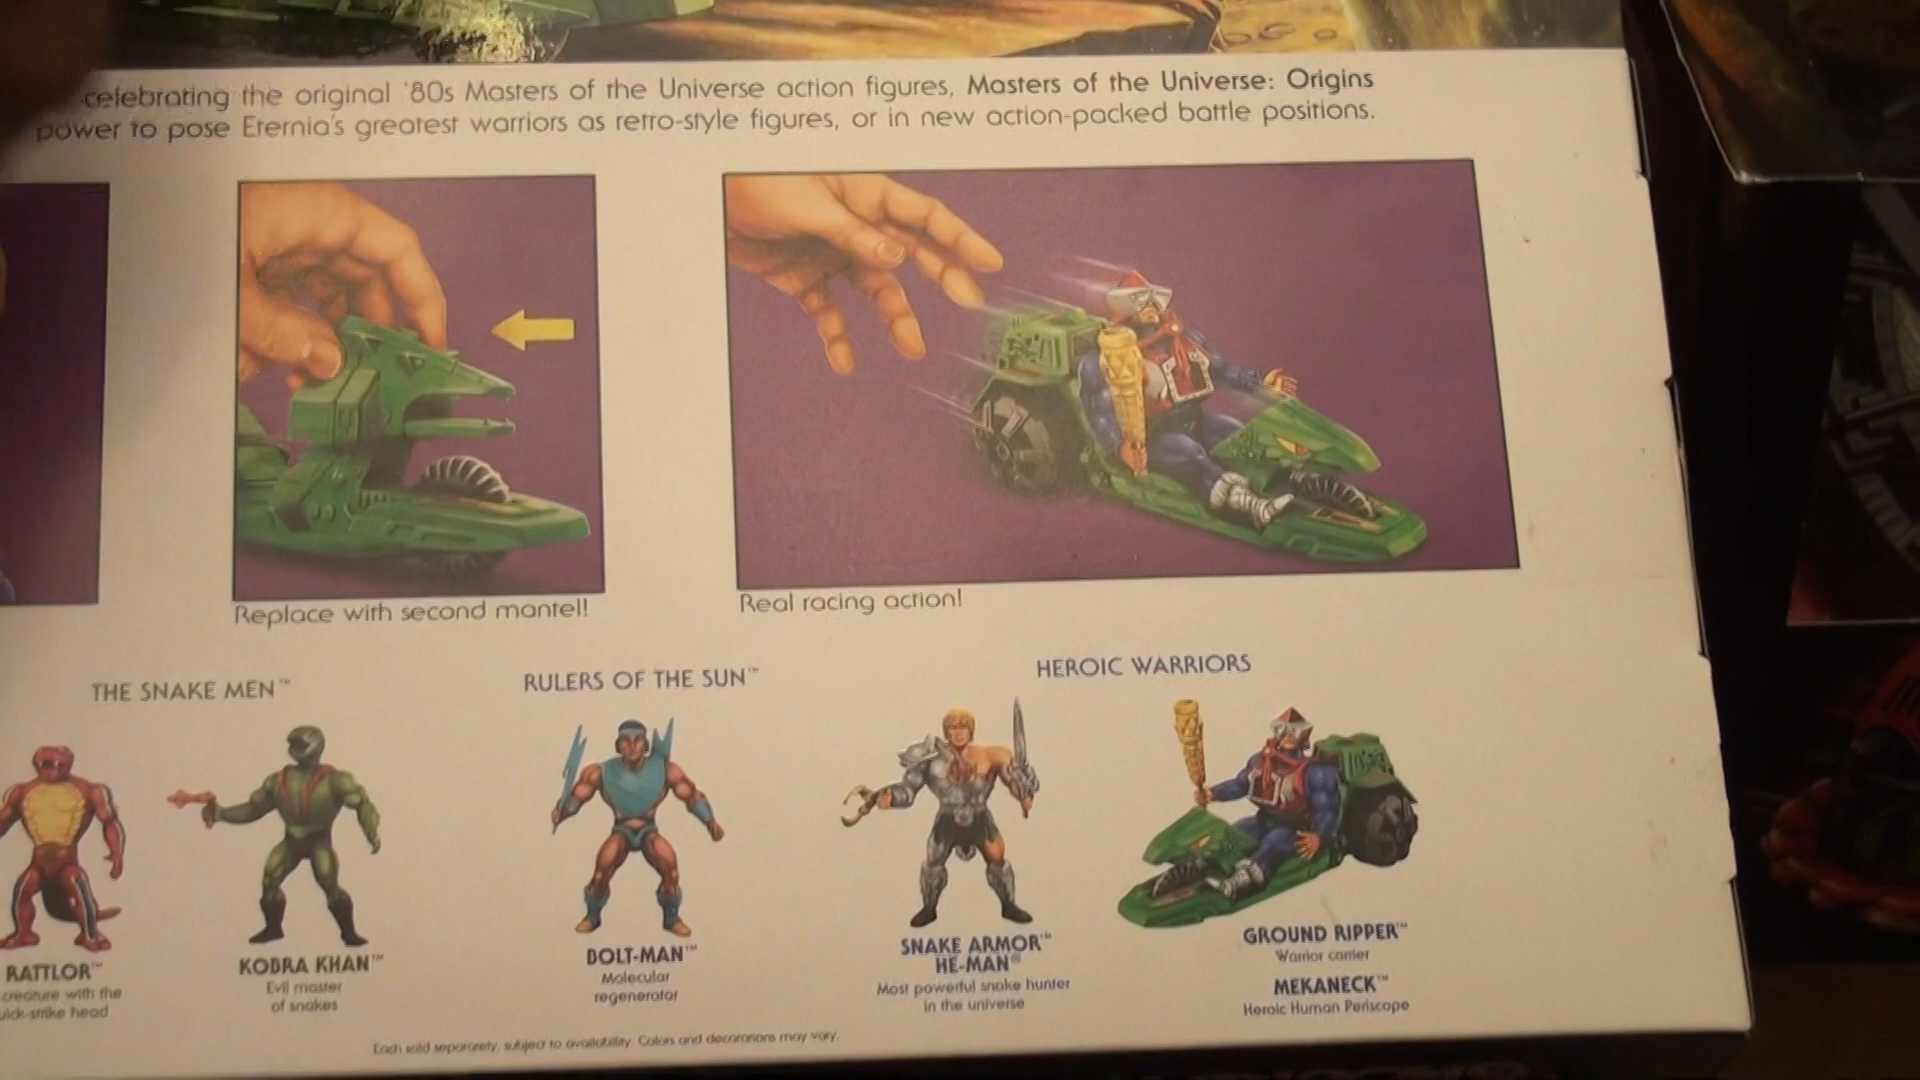 celebrating the original '80s Masters of the Universe action figures, Masters of the Universe: Origins
power to pose Eternia's greatest warriors as retro-style figures, or in new action-packed battle positions.
Replace with second mantel!
Real racing action!
THE SNAKE MEN™
RULERS OF THE SUN™
HEROIC WARRIORS
RATTLOR™
creature with the
quick-strike head
KOBRA KHAN™
Evil master
of snakes
BOLT-MAN™
Molecular
regenerator
SNAKE ARMOR™
HE-MAN®
Most powerful snake hunter
in the universe
GROUND RIPPER™
Warrior carrier
MEKANECK™
Heroic Human Periscope
Each sold separately, subject to availability. Colors and decorations may vary.